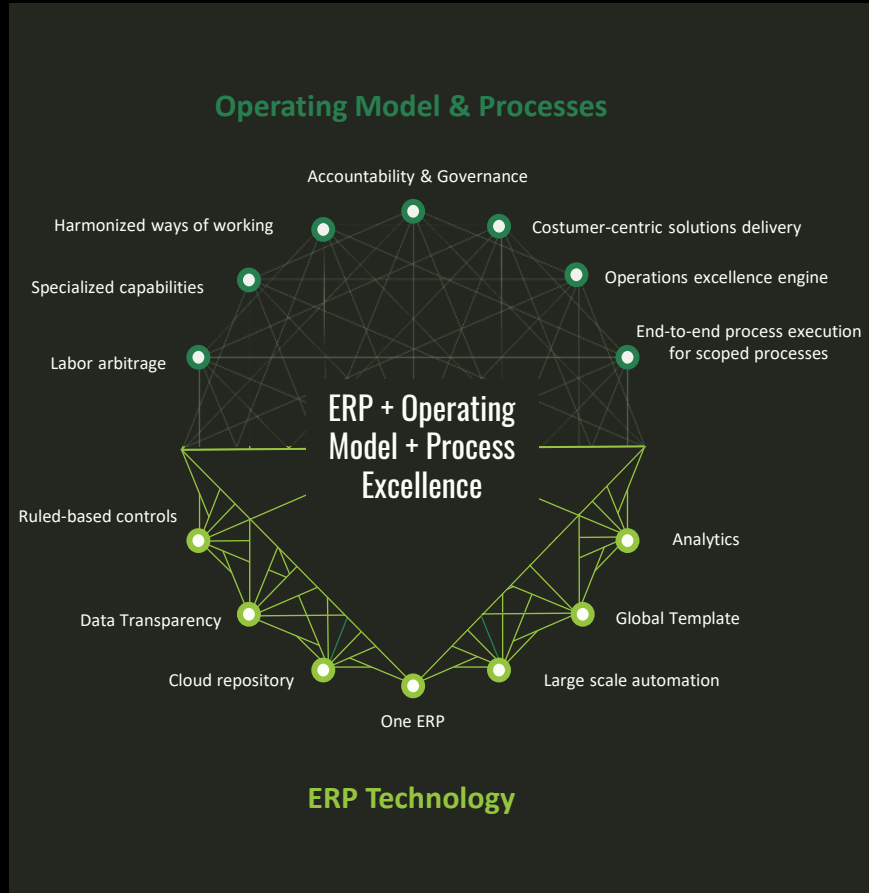 Operating Model & Processes
Accountability & Governance
Harmonized ways of working
Costumer-centric solutions delivery
Specialized capabilities
Operations excellence engine
Labor arbitrage
End-to-end process execution
for scoped processes
ERP + Operating
Model + Process
Excellence
Ruled-based controls
Analytics
Data Transparency
Global Template
Cloud repository
Large scale automation
One ERP
ERP Technology